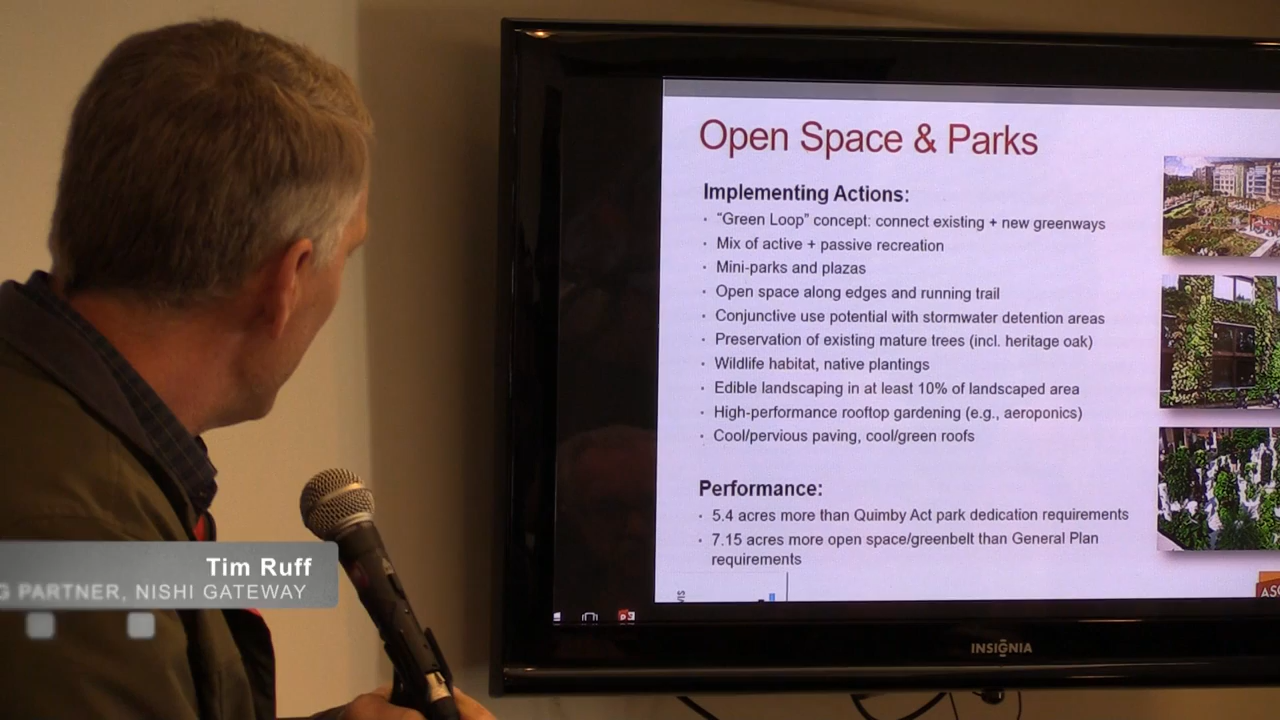 Open Space & Parks
Implementing Actions:
· “Green Loop” concept: connect existing + new greenways
· Mix of active + passive recreation
· Mini-parks and plazas
· Open space along edges and running trail
· Conjunctive use potential with stormwater detention areas
· Preservation of existing mature trees (incl. heritage oak)
· Wildlife habitat, native plantings
· Edible landscaping in at least 10% of landscaped area
· High-performance rooftop gardening (e.g., aeroponics)
· Cool/pervious paving, cool/green roofs
Performance:
· 5.4 acres more than Quimby Act park dedication requirements
· 7.15 acres more open space/greenbelt than General Plan
requirements
INSIGNIA
Tim Ruff
G PARTNER, NISHI GATEWAY